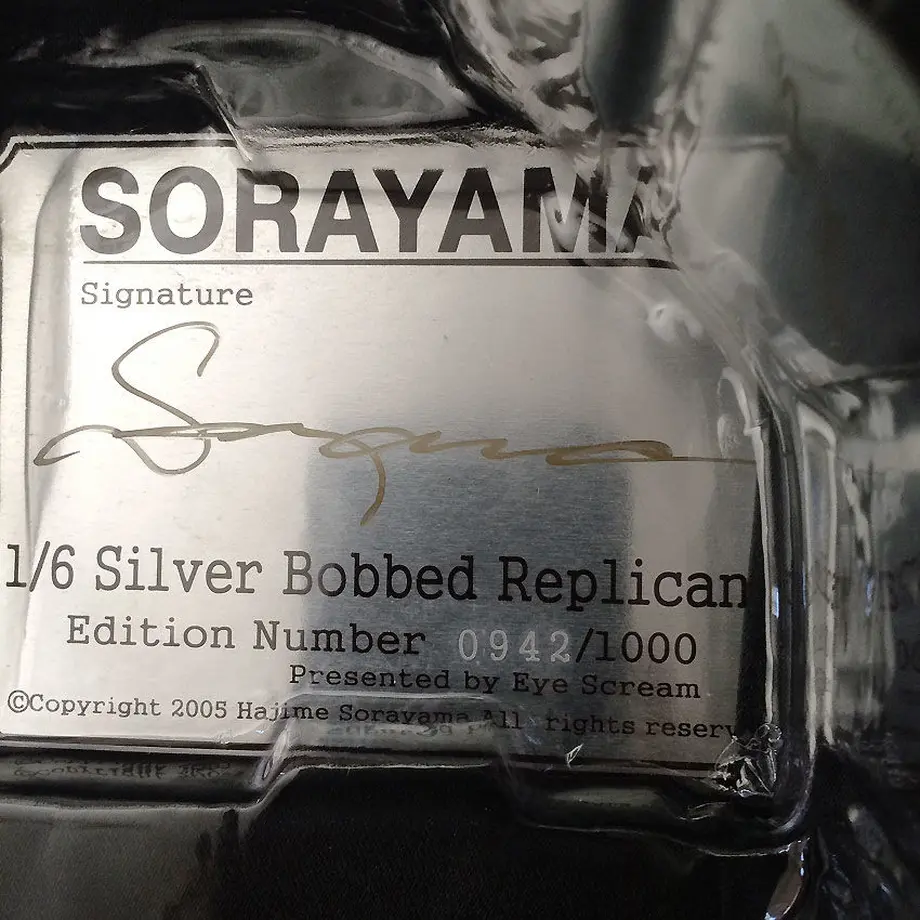 SORAYAMA
Signature
1/6 Silver Bobbed Replican
Edition Number 0942/1000
Presented by Eye Scream
©Copyright 2005 Hajime Sorayama All rights reserv